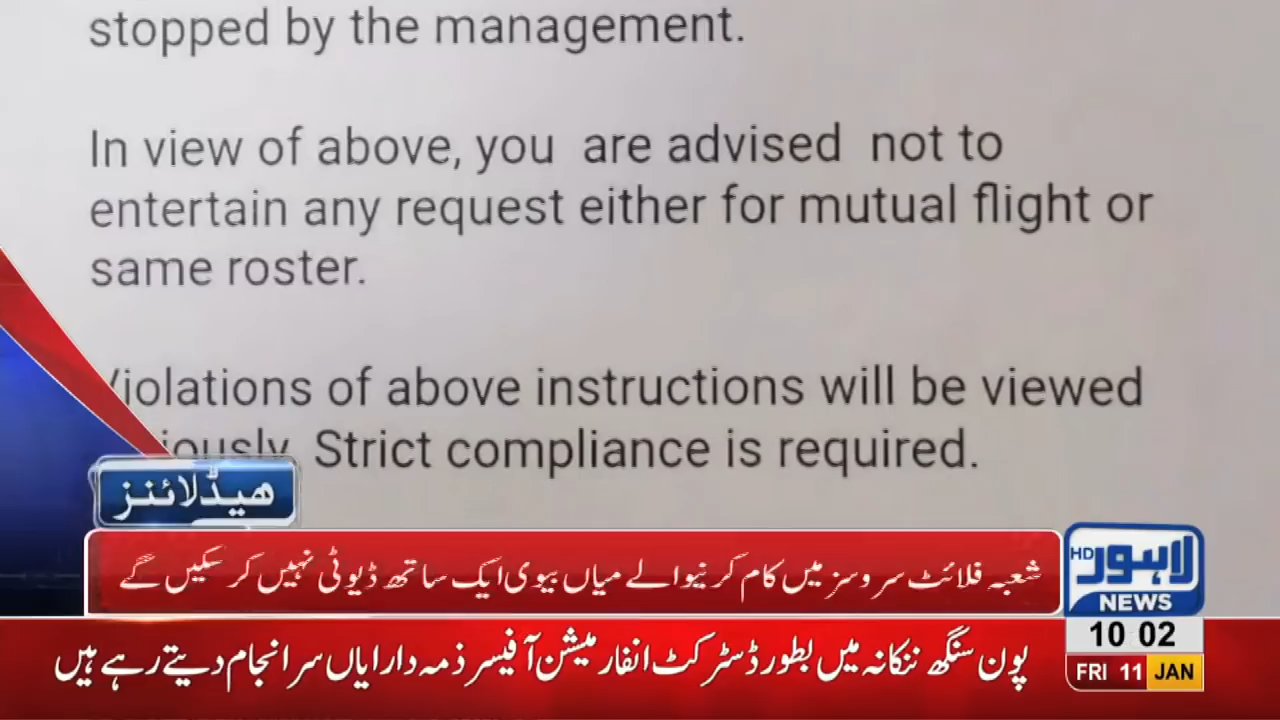 stopped by the management.
In view of above, you are advised not to
entertain any request either for mutual flight or
same roster.
Violations of above instructions will be viewed
Strict compliance is required.
ھیڈلائنز
شعبہ فلائٹ سروسز میں کام کرنیوالے میاں بیوی ایک ساتھ ڈیوٹی نہیں کر سکیں گے
HD لاہور
NEWS
10 02
FRI 11 JAN
پون سنگھ ننکانہ میں بطور ڈسٹرکٹ انفارمیشن آفیسر ذمہ دارایاں سرانجام دیتے رہے ہیں